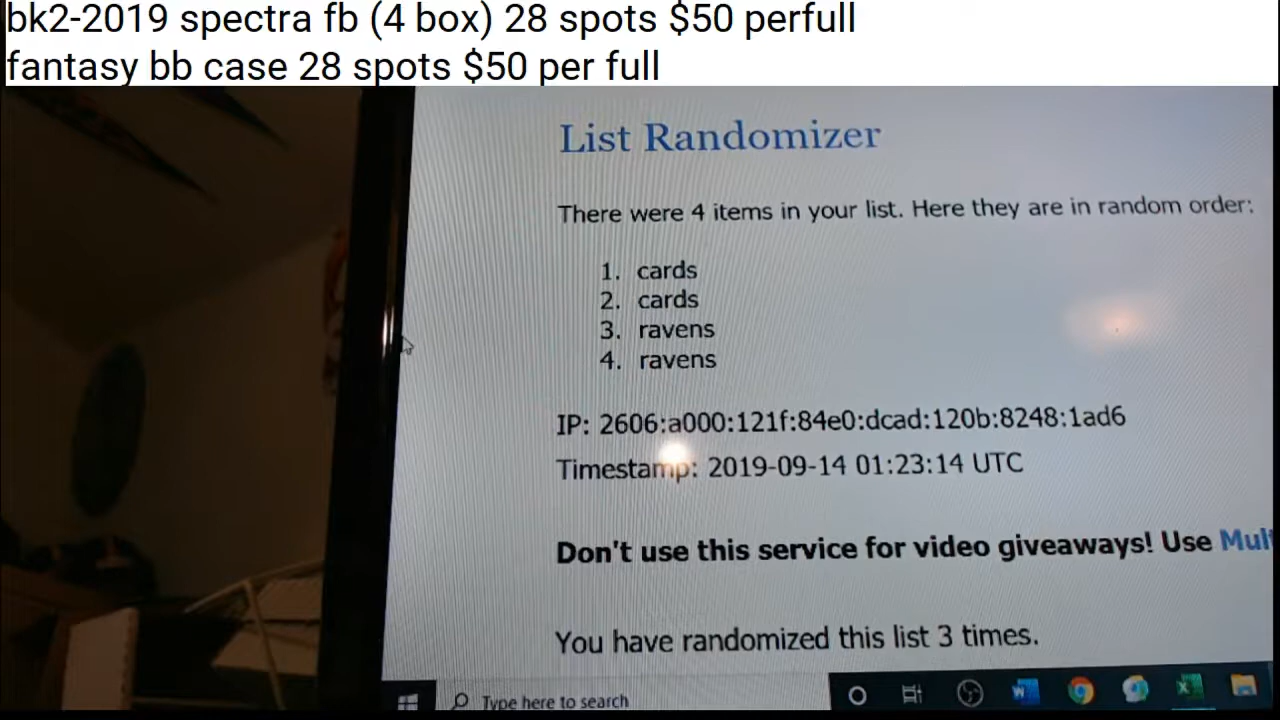 bk2-2019 spectra fb (4 box) 28 spots $50 perfull
fantasy bb case 28 spots $50 per full
List Randomizer
There were 4 items in your list. Here they are in random order:
1. cards
2. cards
3. ravens
4. ravens
IP: 2606:a000:121f:84e0:dcad:120b:8248:1ad6
Timestamp: 2019-09-14 01:23:14 UTC
Don't use this service for video giveaways! Use
You have randomized this list 3 times.
Type here to search